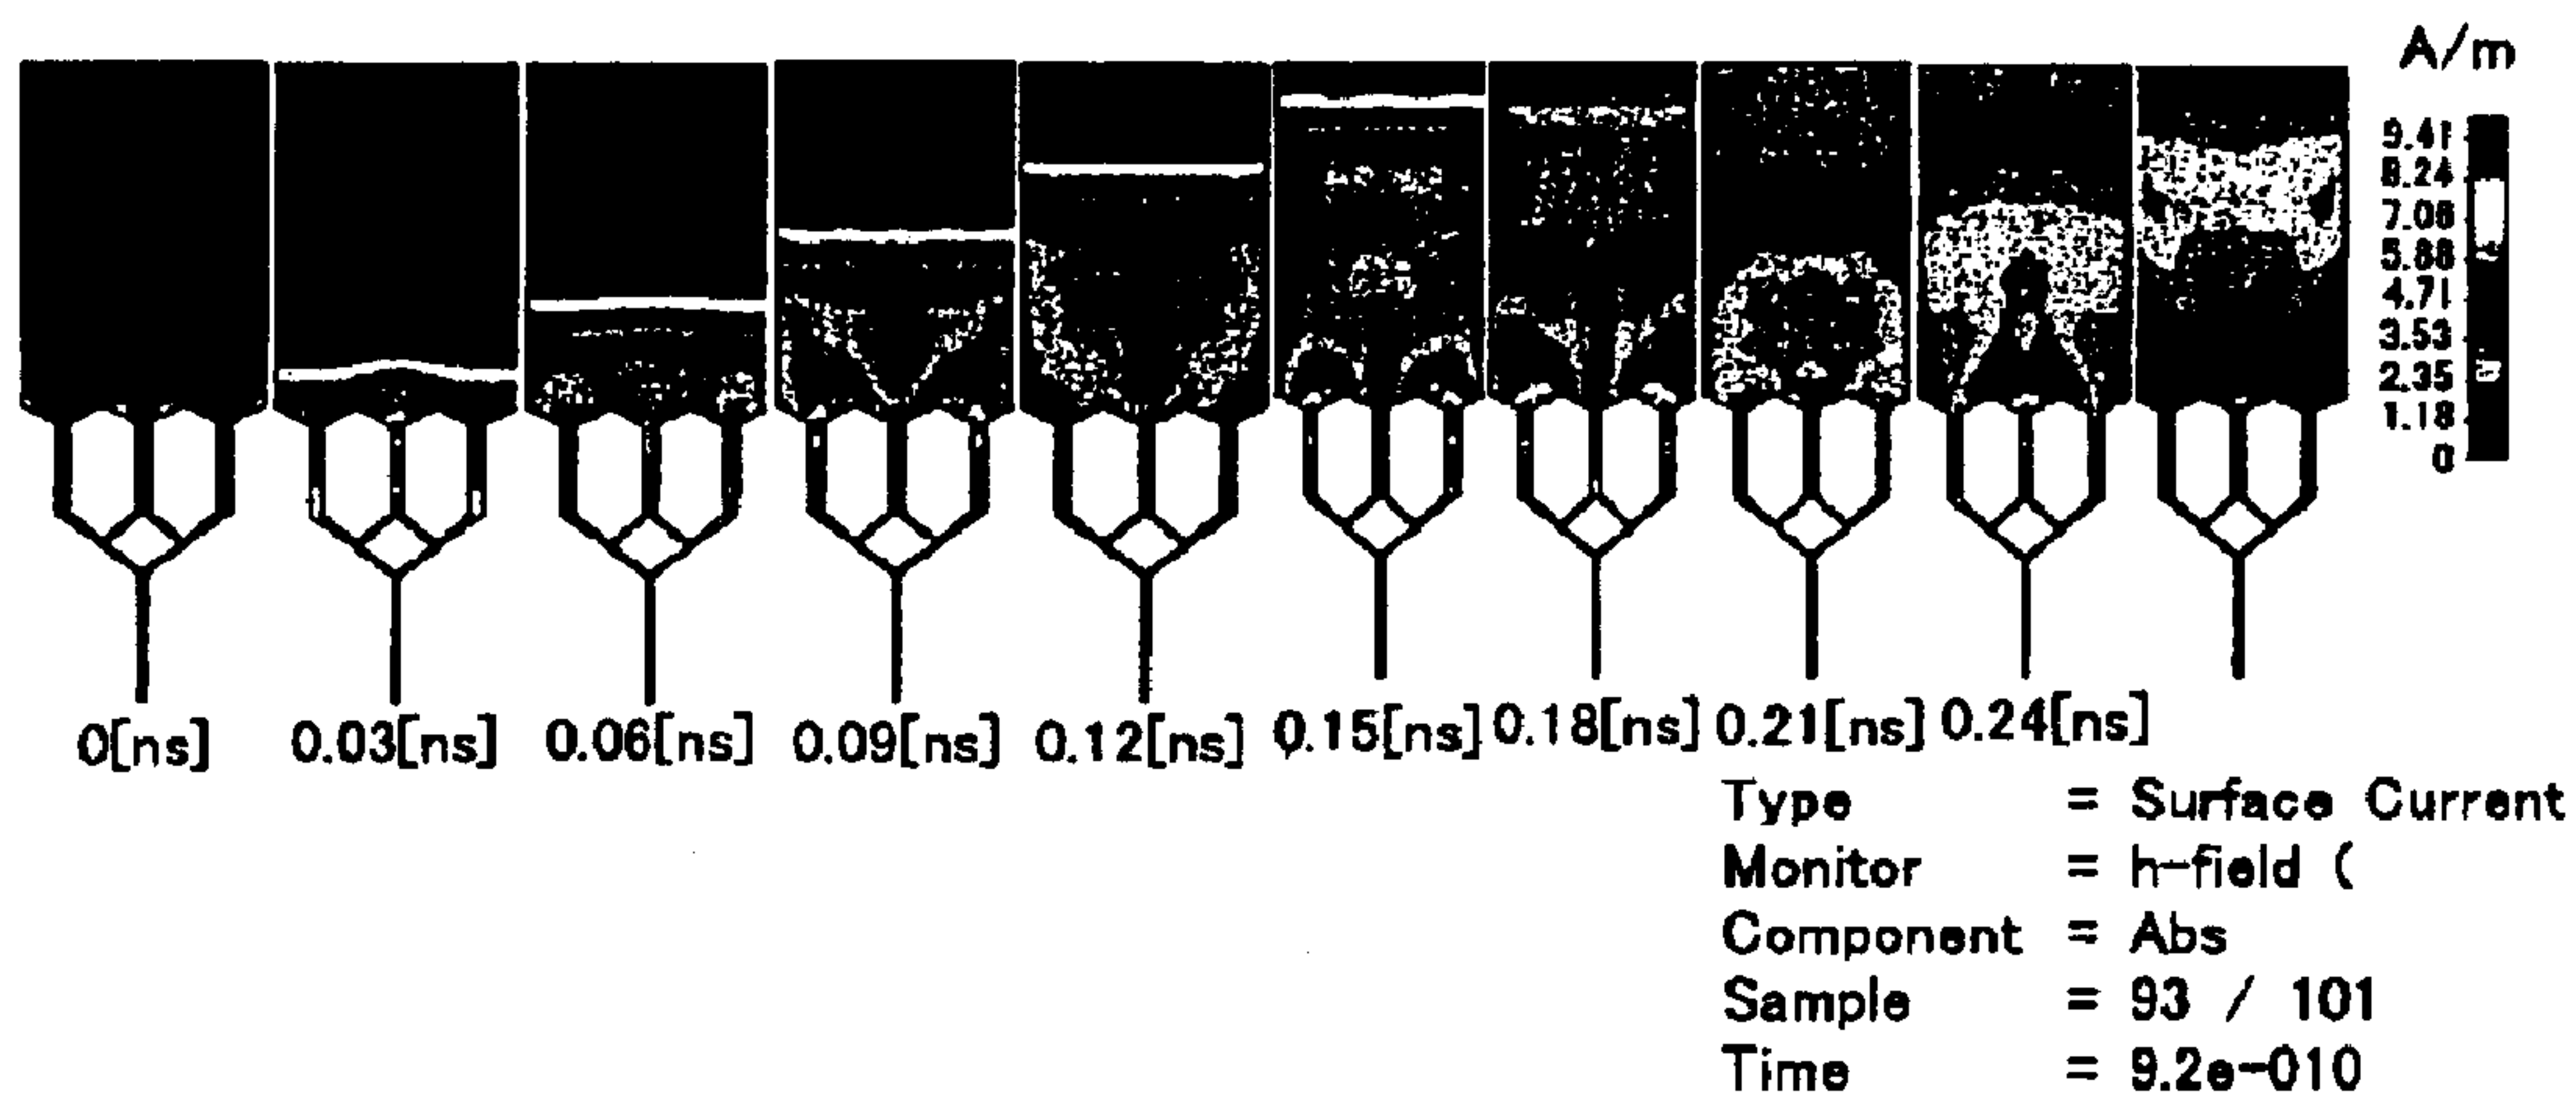 A/m
9.41
8.24
7.06
5.88
4.71
3.53
2.35
1.18
0
0[ns]
0.03[ns]
0.06[ns]
0.09[ns]
0.12[ns]
0.15[ns]
0.18[ns]
0.21[ns]
0.24[ns]
Type = Surface Current
Monitor = h-field (
Component = Abs
Sample = 93 / 101
Time = 9.2e-010